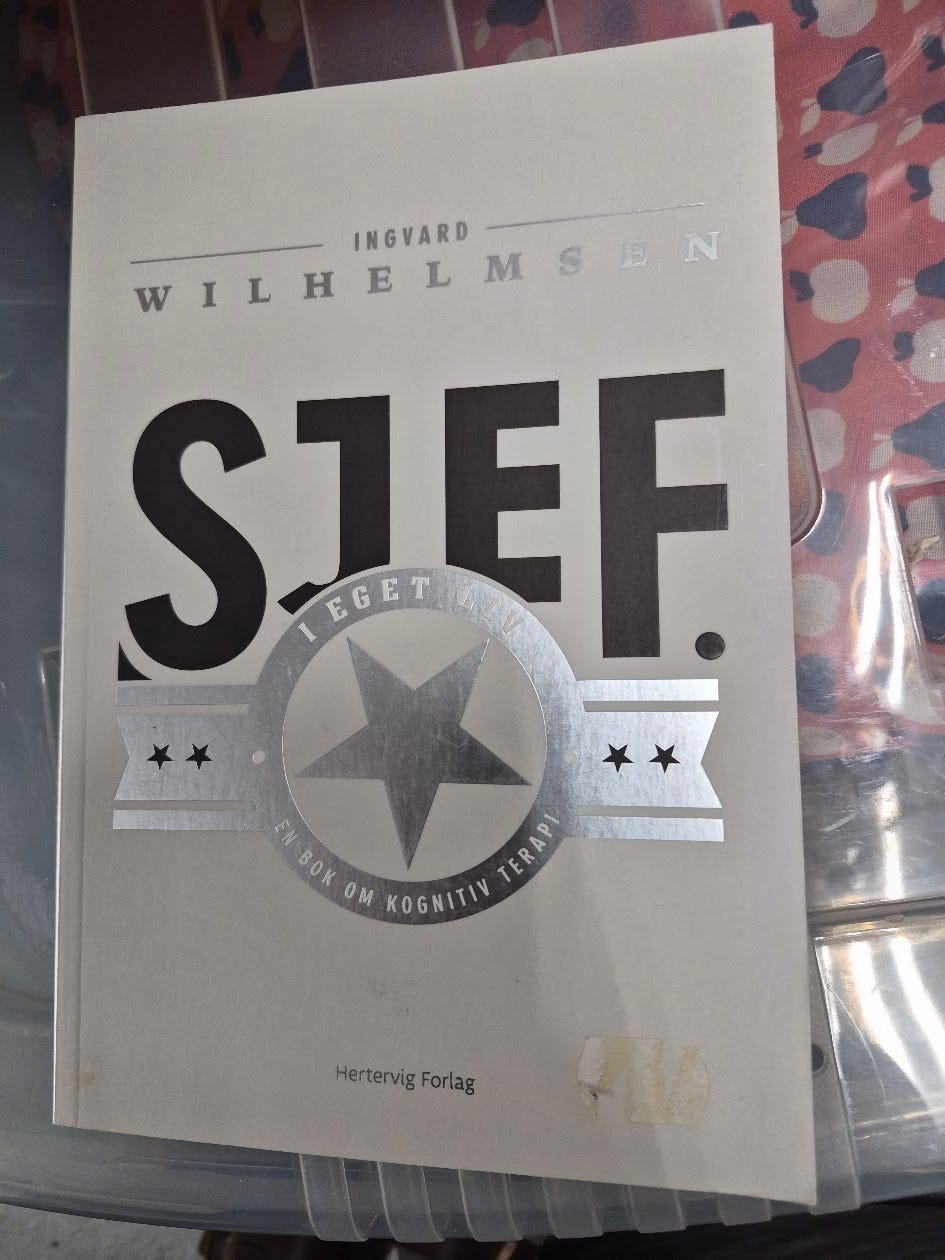 INGVARD
WILHELMSEN
SJEF.
I EGET LIV
EN BOK OM KOGNITIV TERAPI
Hertervig Forlag